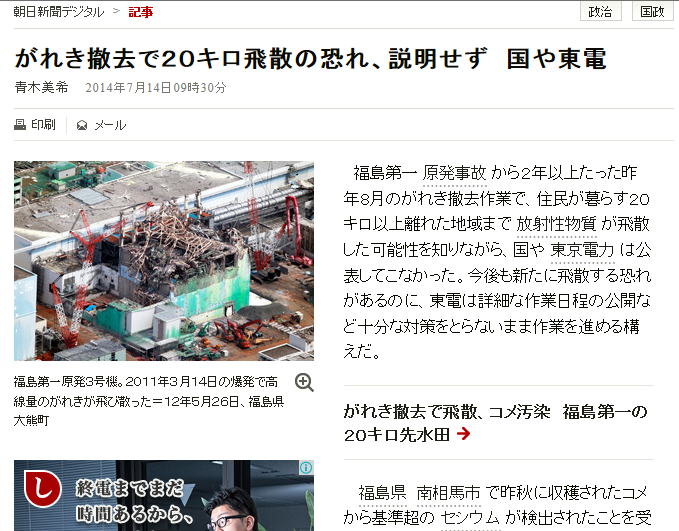 朝日新聞デジタル > 記事
政治
国政
がれき撤去で20キロ飛散の恐れ、説明せず　国や東電
青木美希　2014年7月14日09時30分
印刷　メール
福島第一 原発事故 から2年以上たった昨
年8月のがれき撤去作業で、住民が暮らす20
キロ以上離れた地域まで 放射性物質 が飛散
した可能性を知りながら、国や 東京電力 は公
表してこなかった。今後も新たに飛散する恐れ
があるのに、東電は詳細な作業日程の公開な
ど十分な対策をとらないまま作業を進める構
えだ。
福島第一原発3号機。2011年3月14日の爆発で高
線量のがれきが飛び散った＝12年5月26日、福島県
大熊町
がれき撤去で飛散、コメ汚染　福島第一の
20キロ先水田
福島県　南相馬市 で昨秋に収穫されたコメ
から基準超の セシウム が検出されたことを受
し
終電までまだ
時間あるから、